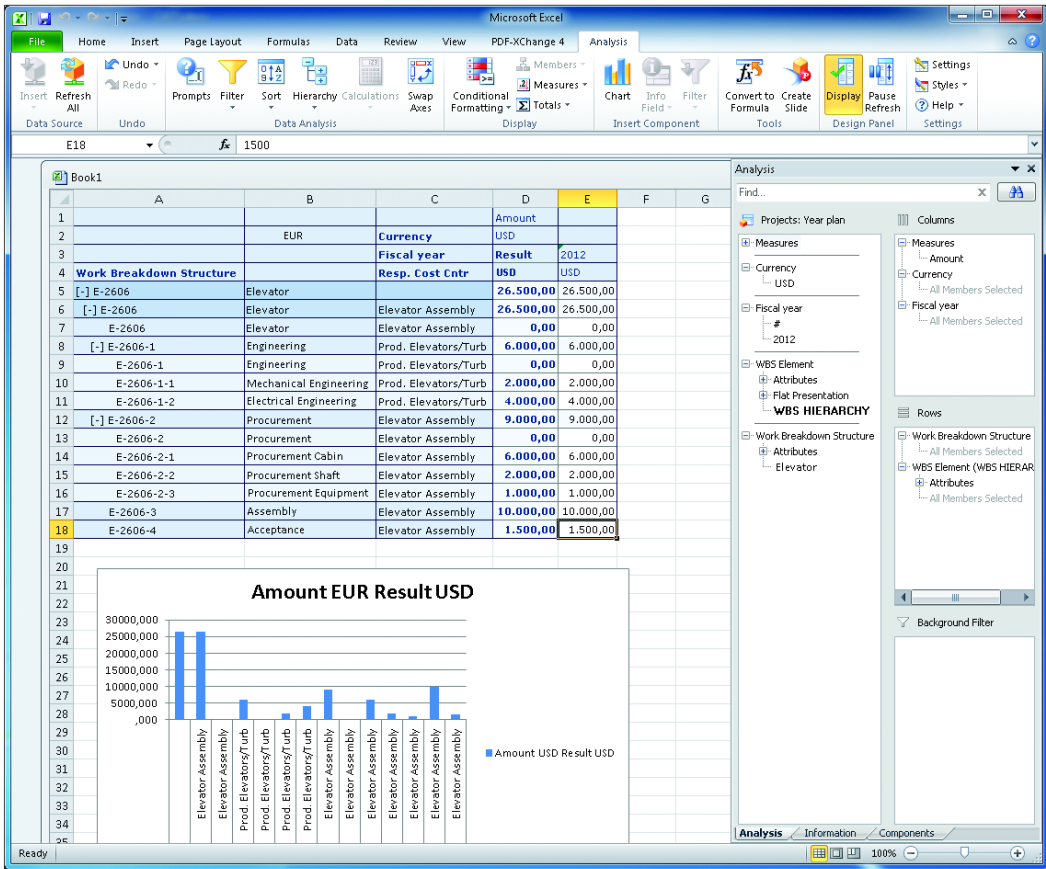 Microsoft Excel
File Home Insert Page Layout Formulas Data Review View PDF-XChange 4 Analysis
Insert Refresh All Undo Redo Prompts Filter Sort Hierarchy Calculations Swap Axes Conditional Formatting Members Measures Totals Chart Info Field Filter Convert to Formula Create Slide Display Pause Refresh Settings Styles Help
Data Source Undo Data Analysis Display Insert Component Tools Design Panel Settings
E18 fx 1500
Book1
A B C D E F G
1 Amount
2 EUR Currency USD
3 Fiscal year Result 2012
4 Work Breakdown Structure Resp. Cost Cntr USD USD
5 [-] E-2606 Elevator 26.500,00 26.500,00
6 [-] E-2606 Elevator Elevator Assembly 26.500,00 26.500,00
7 E-2606 Elevator Elevator Assembly 0,00 0,00
8 [-] E-2606-1 Engineering Prod. Elevators/Turb 6.000,00 6.000,00
9 E-2606-1 Engineering Prod. Elevators/Turb 0,00 0,00
10 E-2606-1-1 Mechanical Engineering Prod. Elevators/Turb 2.000,00 2.000,00
11 E-2606-1-2 Electrical Engineering Prod. Elevators/Turb 4.000,00 4.000,00
12 [-] E-2606-2 Procurement Elevator Assembly 9.000,00 9.000,00
13 E-2606-2 Procurement Elevator Assembly 0,00 0,00
14 E-2606-2-1 Procurement Cabin Elevator Assembly 6.000,00 6.000,00
15 E-2606-2-2 Procurement Shaft Elevator Assembly 2.000,00 2.000,00
16 E-2606-2-3 Procurement Equipment Elevator Assembly 1.000,00 1.000,00
17 E-2606-3 Assembly Elevator Assembly 10.000,00 10.000,00
18 E-2606-4 Acceptance Elevator Assembly 1.500,00 1.500,00
19
20
21
22
23
24
25
26
27
28
29
30
31
32
33
34
35
Amount EUR Result USD
30000,000
25000,000
20000,000
15000,000
10000,000
5000,000
,000
Elevator Assembly
Elevator Assembly
Prod. Elevators/Turb
Prod. Elevators/Turb
Prod. Elevators/Turb
Prod. Elevators/Turb
Elevator Assembly
Elevator Assembly
Elevator Assembly
Elevator Assembly
Elevator Assembly
Elevator Assembly
Elevator Assembly
Amount USD Result USD
Analysis
Find...
Projects: Year plan
Measures
Currency
USD
Fiscal year
#
2012
WBS Element
Attributes
Flat Presentation
WBS HIERARCHY
Work Breakdown Structure
Attributes
Elevator
Columns
Measures
Amount
Currency
All Members Selected
Fiscal year
All Members Selected
Rows
Work Breakdown Structure
All Members Selected
WBS Element (WBS HIERAR
Attributes
All Members Selected
Background Filter
Analysis Information Components
Ready 100%